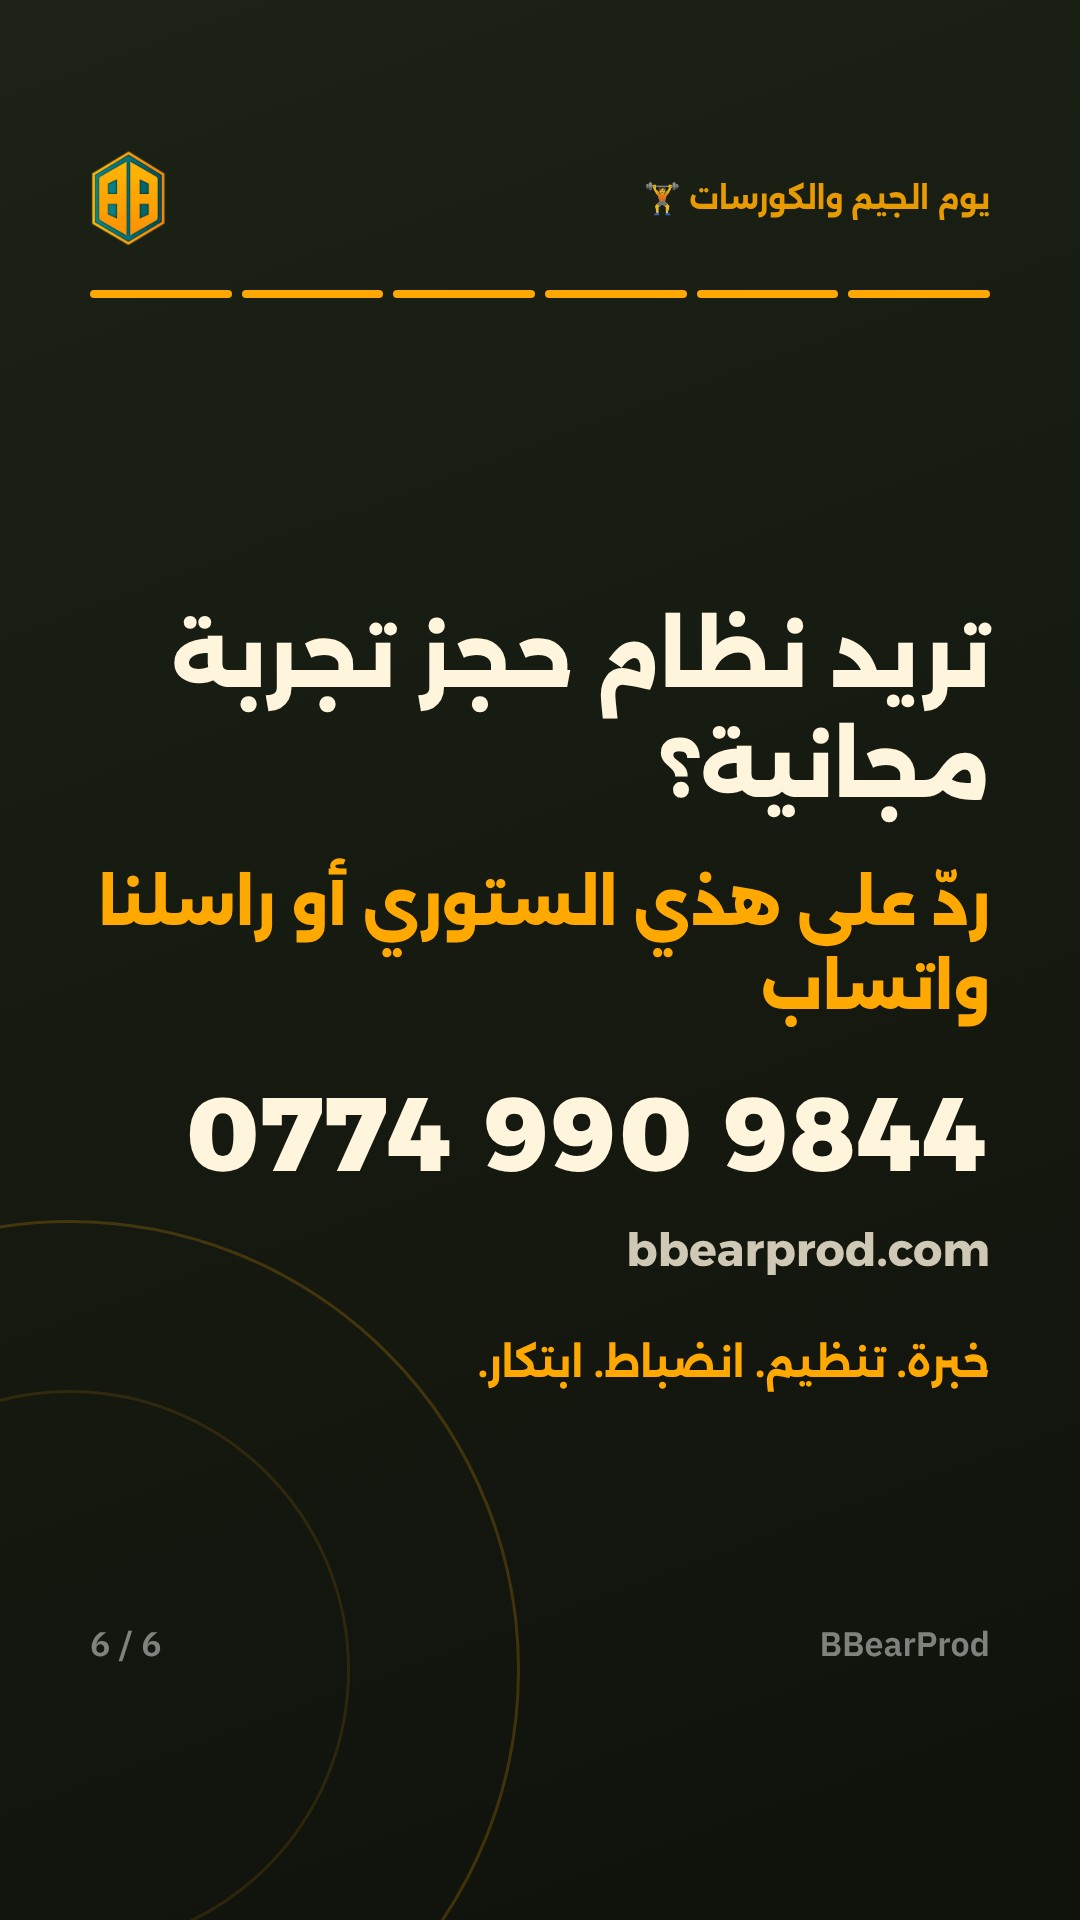 يوم الجيم والكورسات 🏋️
تريد نظام حجز تجربة
مجانية؟
ردّ على هذي الستوري أو راسلنا
واتساب
0774 990 9844
bbearprod.com
خبرة. تنظيم. انضباط. ابتكار.
BBearProd
6 / 6